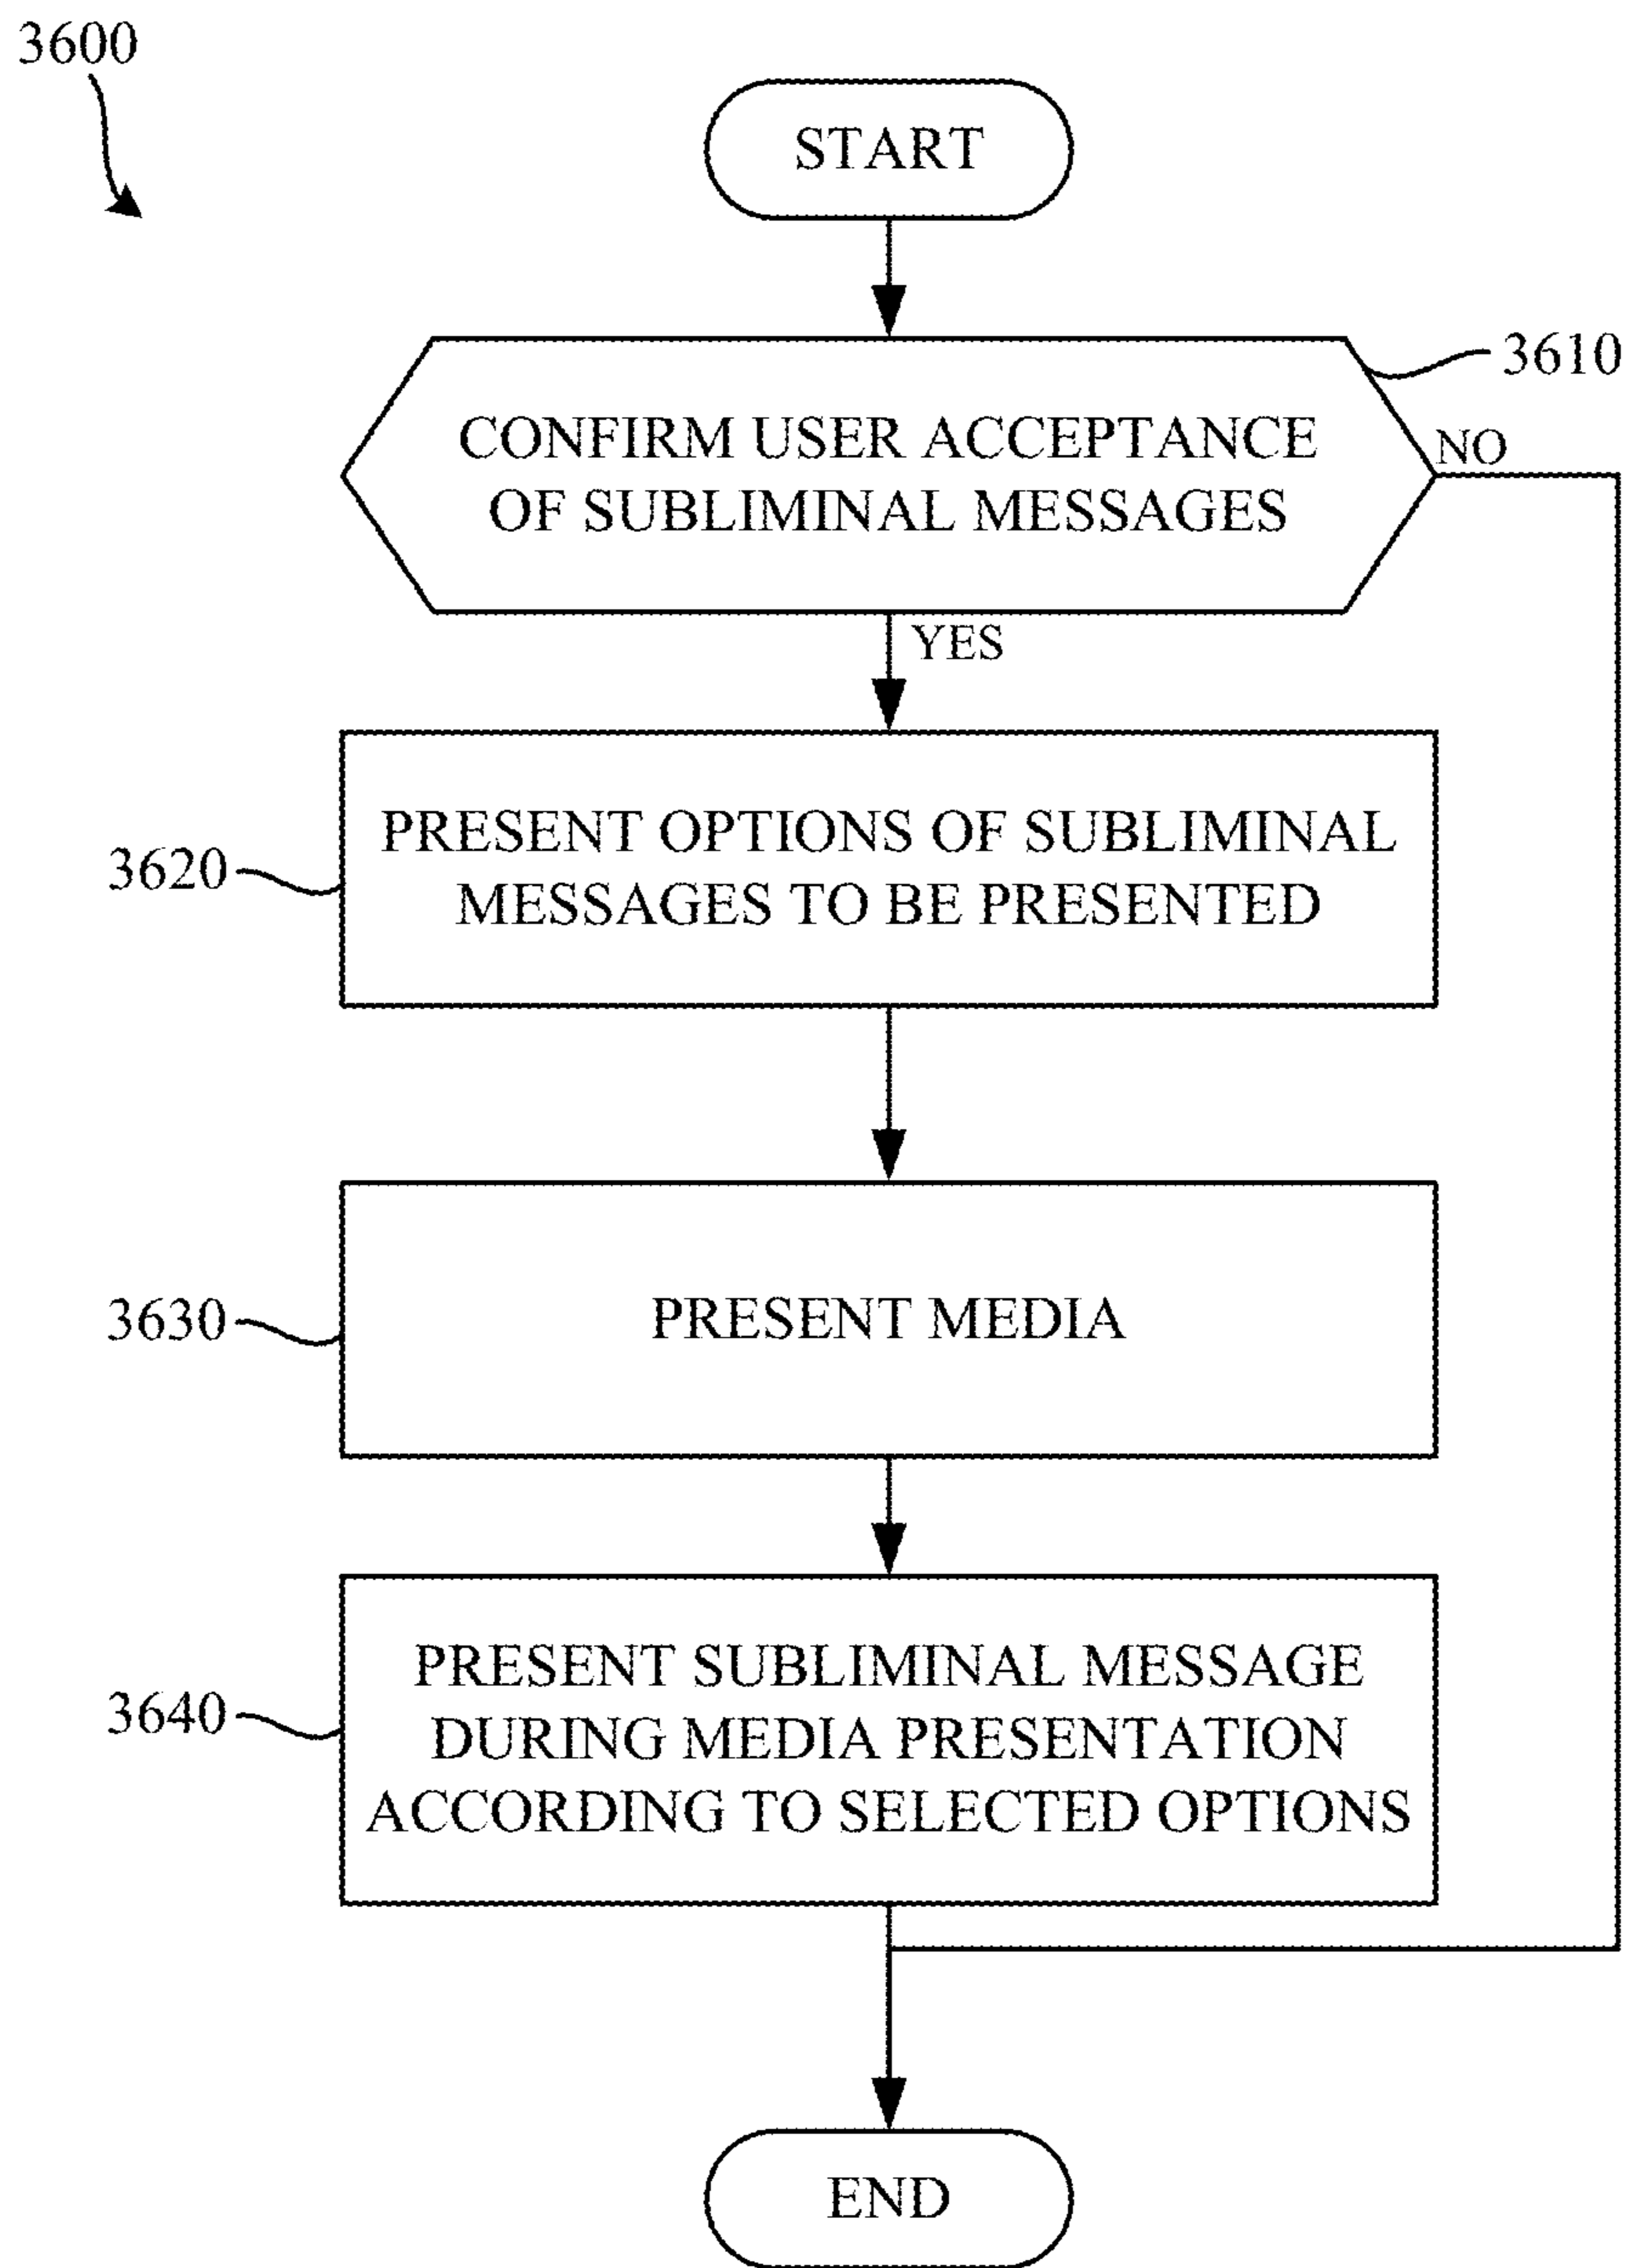 3600
START
3610
CONFIRM USER ACCEPTANCE
OF SUBLIMINAL MESSAGES
NO
YES
3620
PRESENT OPTIONS OF SUBLIMINAL
MESSAGES TO BE PRESENTED
3630
PRESENT MEDIA
3640
PRESENT SUBLIMINAL MESSAGE
DURING MEDIA PRESENTATION
ACCORDING TO SELECTED OPTIONS
END